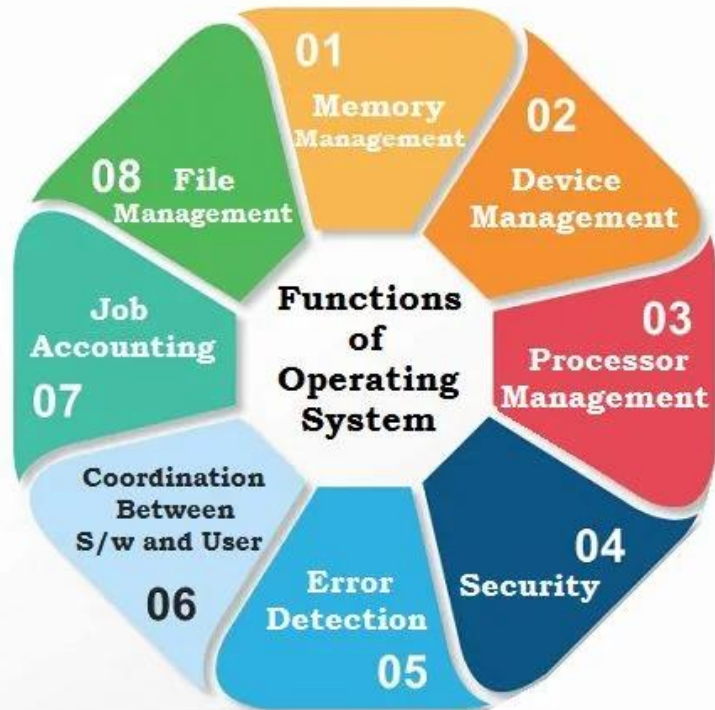 Functions
of
Operating
System
01
Memory
Management
02
Device
Management
03
Processor
Management
04
Security
Error
Detection
05
Coordination
Between
S/w and User
06
Job
Accounting
07
08 File
Management